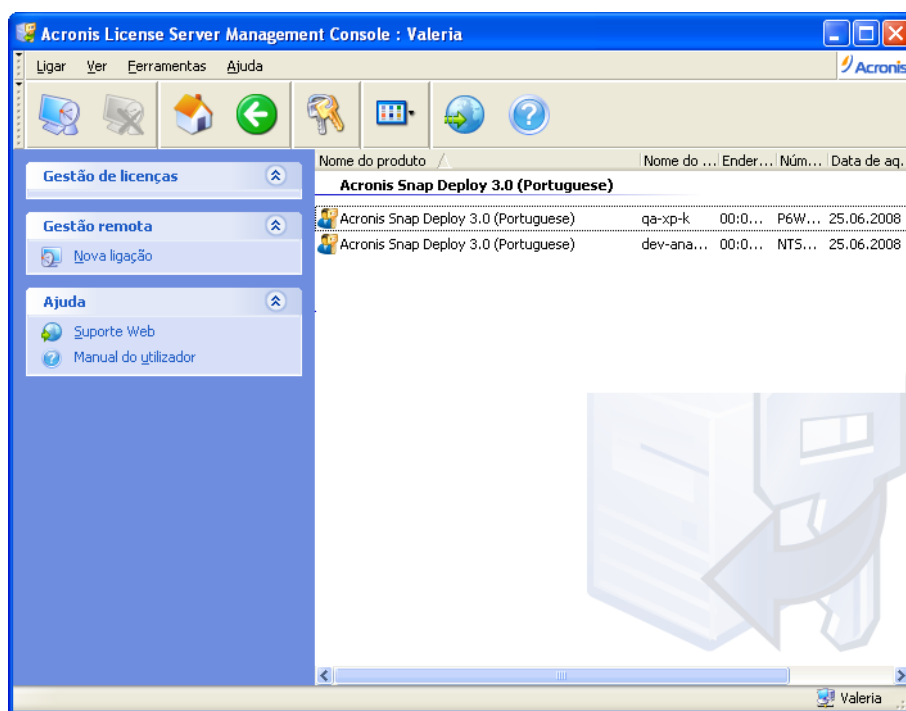 Acronis License Server Management Console : Valeria
Ligar Ver Ferramentas Ajuda
Acronis
Nome do produto Nome do ... Ender... Núm... Data de aq.
Gestão de licenças
Acronis Snap Deploy 3.0 (Portuguese)
Acronis Snap Deploy 3.0 (Portuguese) qa-xp-k 00:0... P6W... 25.06.2008
Gestão remota
Acronis Snap Deploy 3.0 (Portuguese) dev-ana... 00:0... NTS... 25.06.2008
Nova ligação
Ajuda
Suporte Web
Manual do utilizador
Valeria